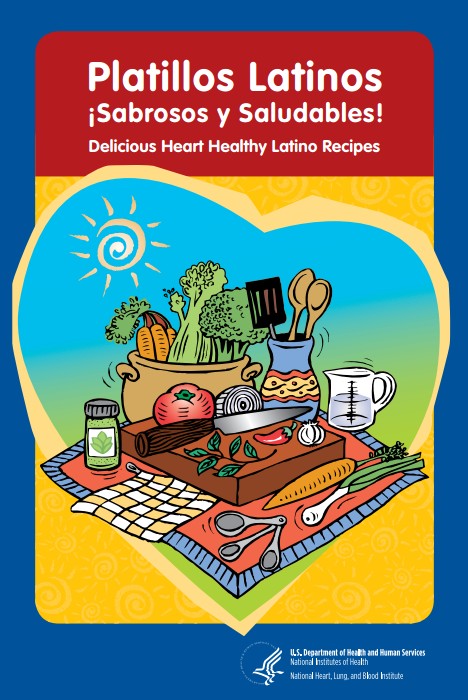 Platillos Latinos
¡Sabrosos y Saludables!
Delicious Heart Healthy Latino Recipes
U.S. Department of Health and Human Services
National Institutes of Health
National Heart, Lung, and Blood Institute